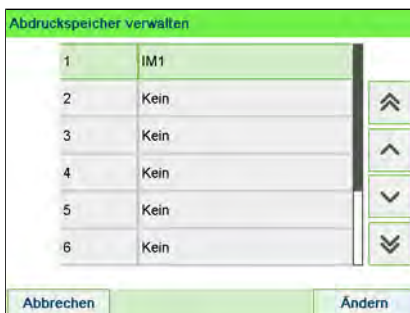 Abdruckspeicher verwalten
1 IM1
2 Kein
3 Kein
4 Kein
5 Kein
6 Kein
Abbrechen Ändern